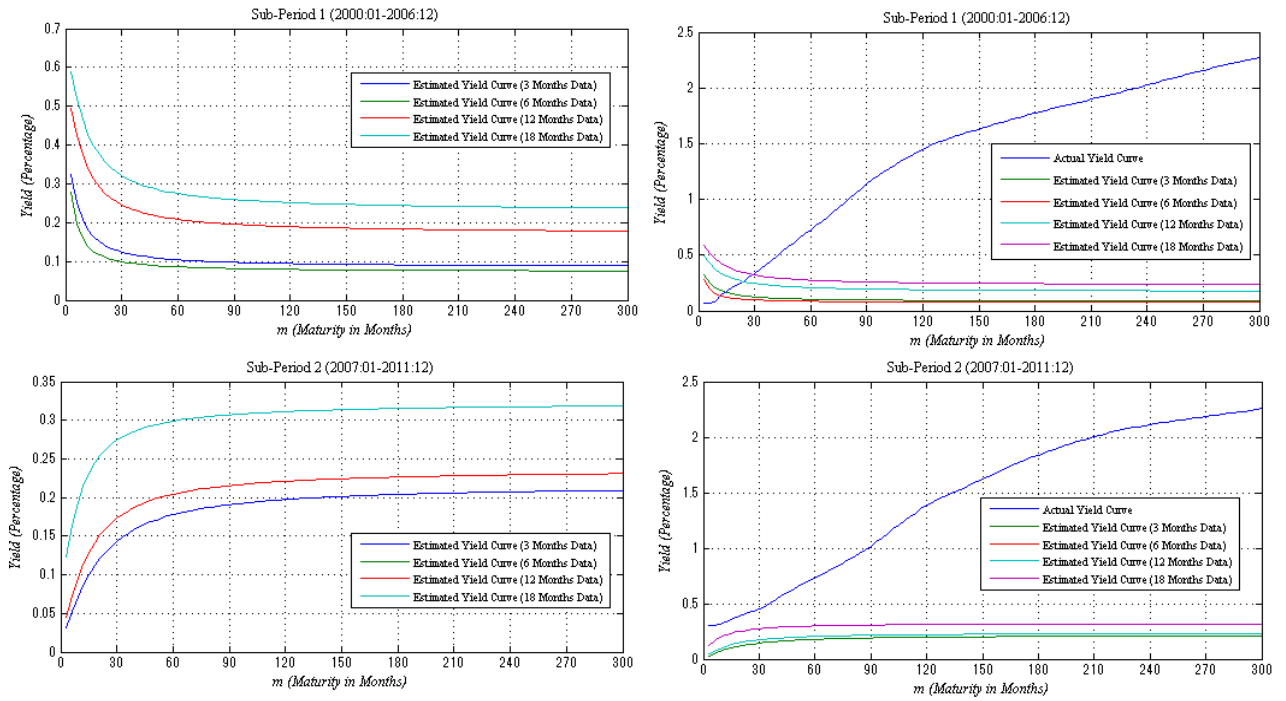 Sub-Period 1 (2000:01-2006:12)
0.7
0.6
0.5
0.4
0.3
0.2
0.1
0
Yield (Percentage)
Estimated Yield Curve (3 Months Data)
Estimated Yield Curve (6 Months Data)
Estimated Yield Curve (12 Months Data)
Estimated Yield Curve (18 Months Data)
0 30 60 90 120 150 180 210 240 270 300
m (Maturity in Months)
Sub-Period 1 (2000:01-2006:12)
2.5
2
1.5
1
0.5
0
Yield (Percentage)
Actual Yield Curve
Estimated Yield Curve (3 Months Data)
Estimated Yield Curve (6 Months Data)
Estimated Yield Curve (12 Months Data)
Estimated Yield Curve (18 Months Data)
0 30 60 90 120 150 180 210 240 270 300
m (Maturity in Months)
Sub-Period 2 (2007:01-2011:12)
0.35
0.3
0.25
0.2
0.15
0.1
0.05
0
Yield (Percentage)
Estimated Yield Curve (3 Months Data)
Estimated Yield Curve (6 Months Data)
Estimated Yield Curve (12 Months Data)
Estimated Yield Curve (18 Months Data)
0 30 60 90 120 150 180 210 240 270 300
m (Maturity in Months)
Sub-Period 2 (2007:01-2011:12)
2.5
2
1.5
1
0.5
0
Yield (Percentage)
Actual Yield Curve
Estimated Yield Curve (3 Months Data)
Estimated Yield Curve (6 Months Data)
Estimated Yield Curve (12 Months Data)
Estimated Yield Curve (18 Months Data)
0 30 60 90 120 150 180 210 240 270 300
m (Maturity in Months)